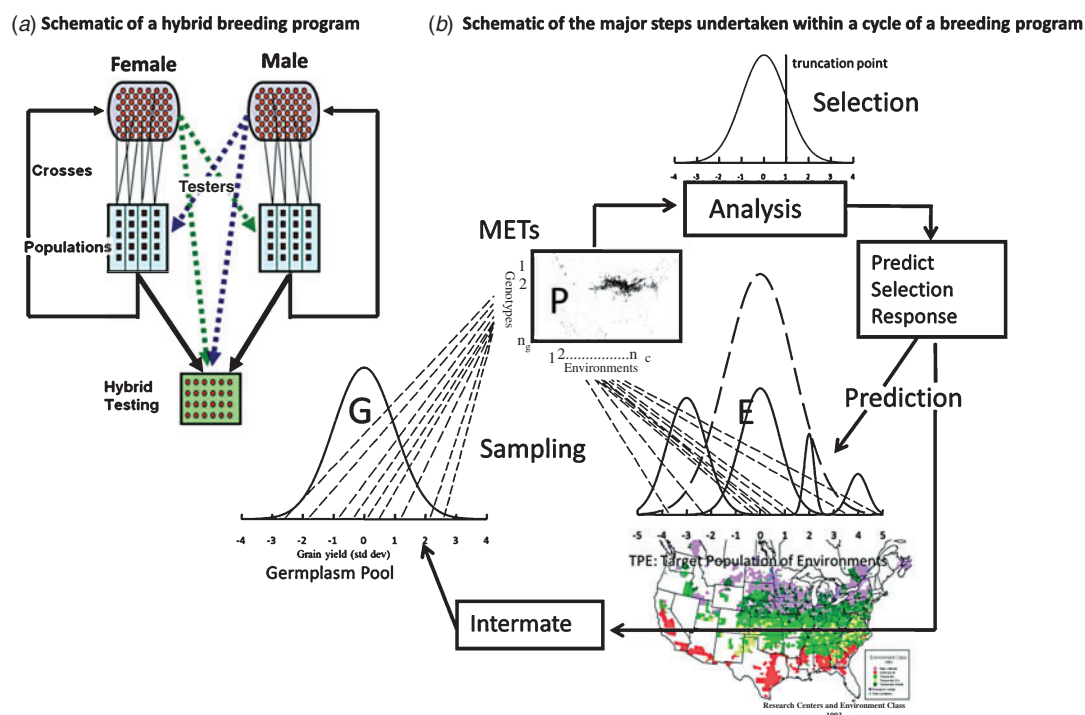 (a) Schematic of a hybrid breeding program
Female
Male
Crosses
Testers
Populations
Hybrid
Testing
(b) Schematic of the major steps undertaken within a cycle of a breeding program
truncation point
Selection
-4 -3 -2 -1 0 1 2 3 4
Analysis
METs
1
2
Genotypes
n g
P
1 2................n c
Environments
Predict
Selection
Response
Prediction
G
Sampling
E
-4 -3 -2 -1 0 1 2 3 4
Grain yield (std dev)
Germplasm Pool
-5 -4 -3 -2 -1 0 1 2 3 4 5
TPE: Target Population of Environments
Intermate
Environment Class
Research Centers and Environment Class